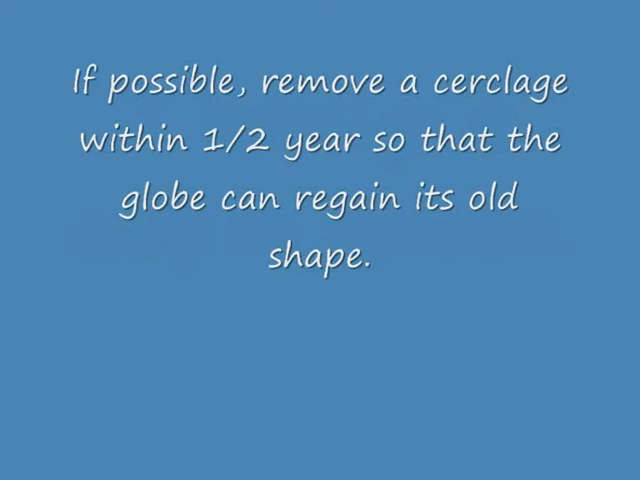 If possible, remove a cerclage
within 1/2 year so that the
globe can regain its old
shape.